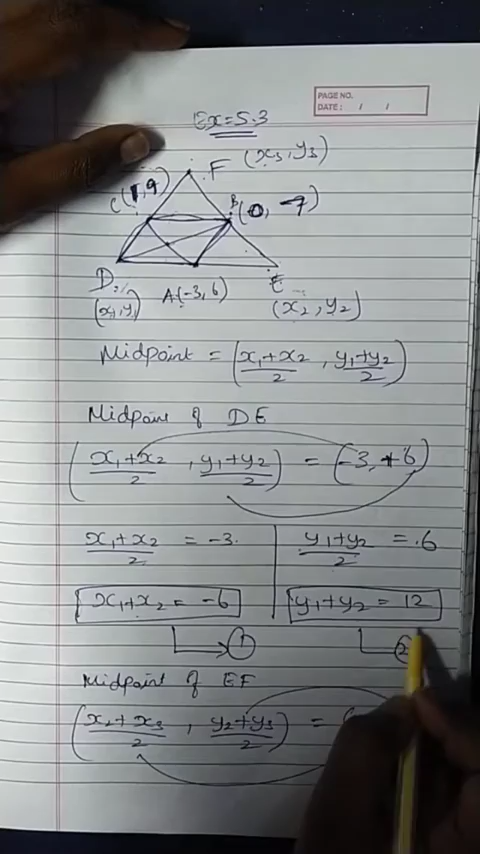 PAGE NO.
DATE: / /
Ex=5.3
F (x₃, y₃)
C(1,9)
B(0, -7)
D
(x₁, y₁)
A(-3, 6)
E
(x₂, y₂)
Midpoint = (x₁+x₂/2 , y₁+y₂/2)
Midpoint of DE
(x₁+x₂/2 , y₁+y₂/2) = (-3, +6)
x₁+x₂/2 = -3.
y₁+y₂/2 = .6
x₁+x₂ = -6
y₁+y₂ = 12
①
②
Midpoint of EF
(x₂+x₃/2 , y₂+y₃/2) = (